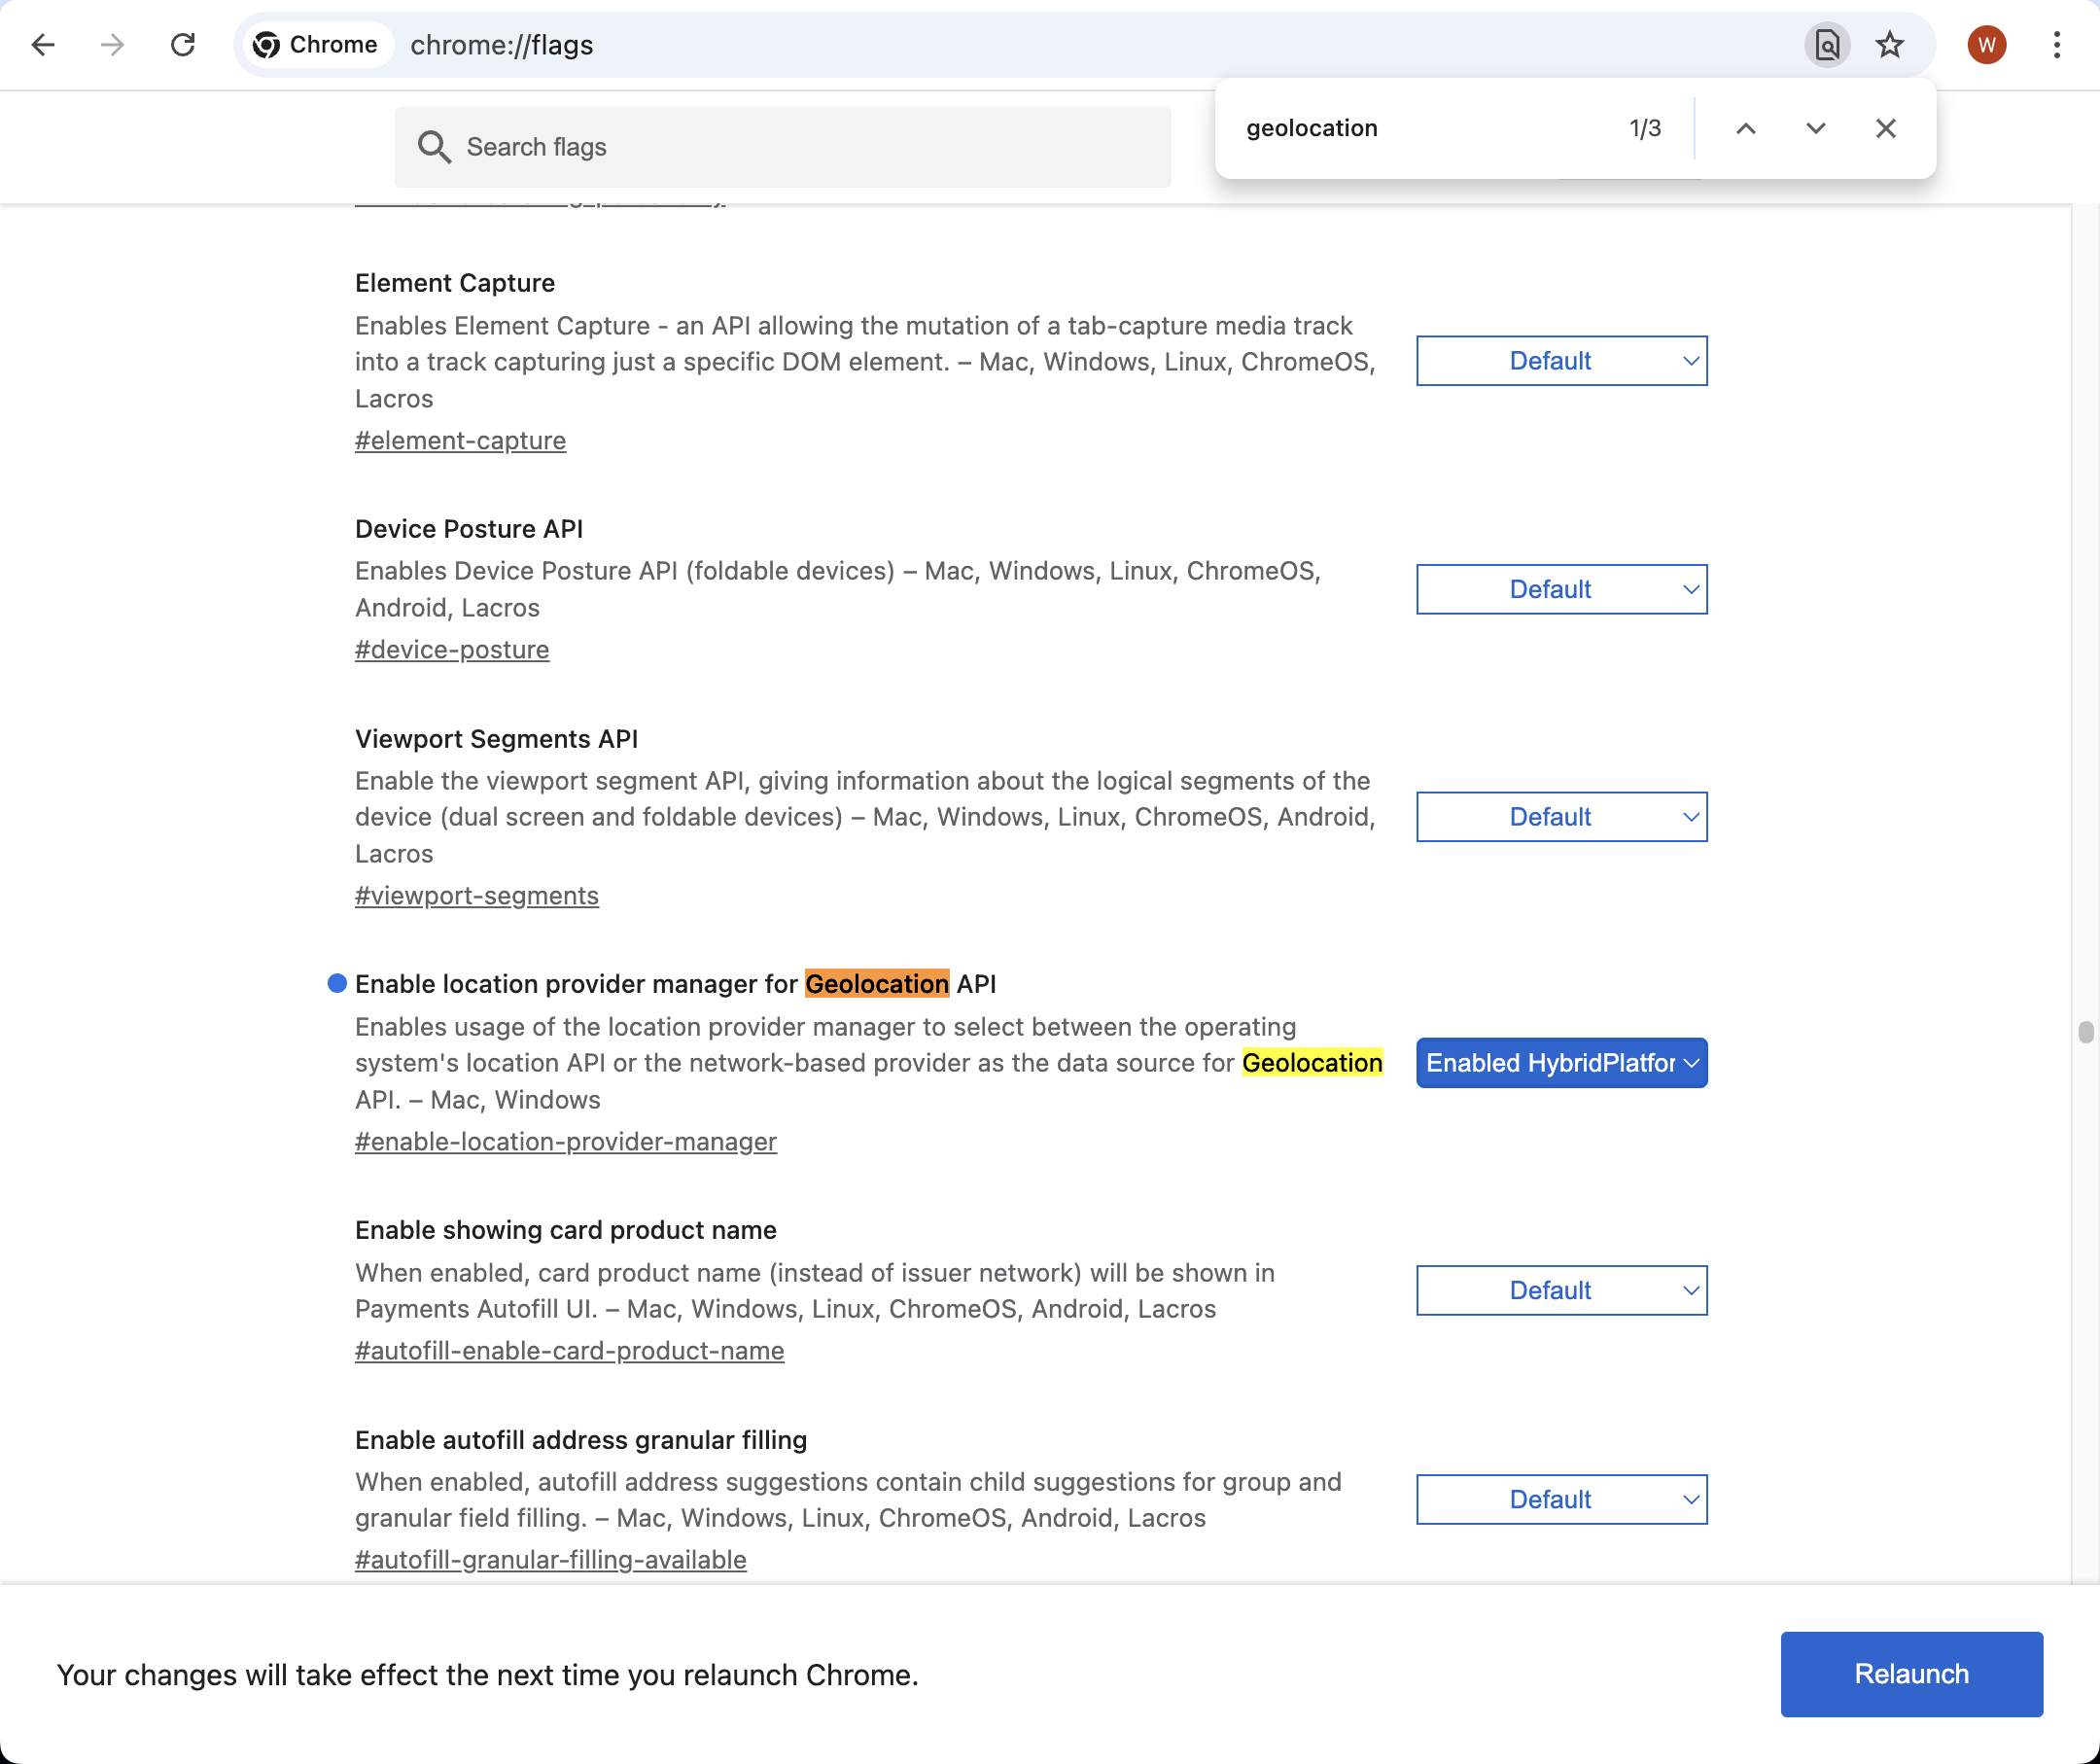 Chrome
chrome://flags
W
geolocation
1/3
Search flags
Element Capture
Enables Element Capture - an API allowing the mutation of a tab-capture media track
into a track capturing just a specific DOM element. – Mac, Windows, Linux, ChromeOS,
Lacros
#element-capture
Default
Device Posture API
Enables Device Posture API (foldable devices) – Mac, Windows, Linux, ChromeOS,
Android, Lacros
#device-posture
Default
Viewport Segments API
Enable the viewport segment API, giving information about the logical segments of the
device (dual screen and foldable devices) – Mac, Windows, Linux, ChromeOS, Android,
Lacros
#viewport-segments
Default
Enable location provider manager for Geolocation API
Enables usage of the location provider manager to select between the operating
system's location API or the network-based provider as the data source for Geolocation
API. – Mac, Windows
#enable-location-provider-manager
Enabled HybridPlatfor
Enable showing card product name
When enabled, card product name (instead of issuer network) will be shown in
Payments Autofill UI. – Mac, Windows, Linux, ChromeOS, Android, Lacros
#autofill-enable-card-product-name
Default
Enable autofill address granular filling
When enabled, autofill address suggestions contain child suggestions for group and
granular field filling. – Mac, Windows, Linux, ChromeOS, Android, Lacros
#autofill-granular-filling-available
Default
Your changes will take effect the next time you relaunch Chrome.
Relaunch